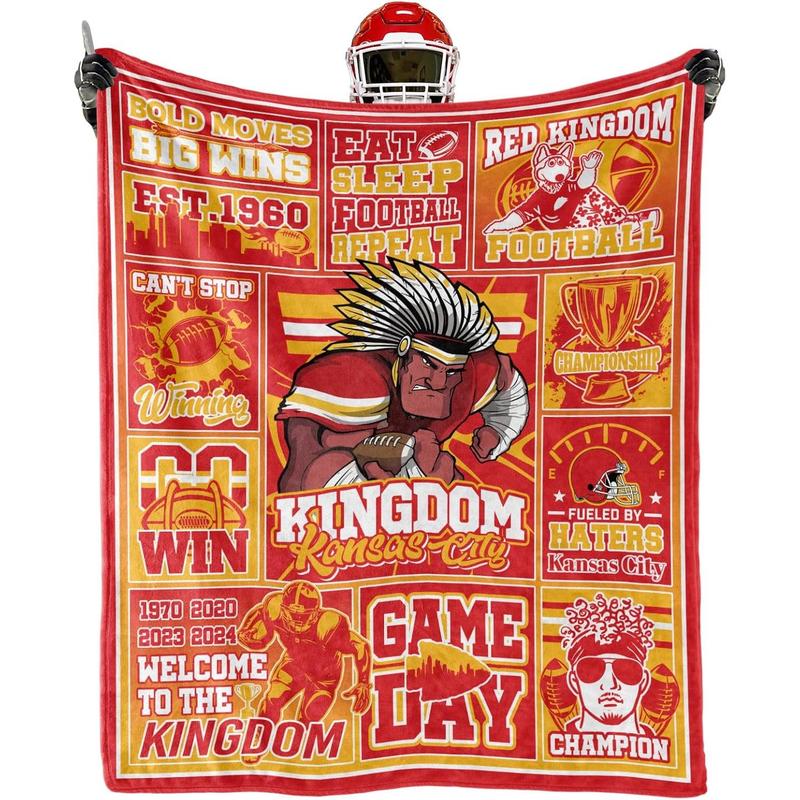 BOLD MOVES
BIG WINS
EST.1960
EAT
SLEEP
FOOTBALL
REPEAT
RED KINGDOM
FOOTBALL
CAN'T STOP
Winning
CHAMPIONSHIP
GO
WIN
KINGDOM
Kansas City
E F
FUELED BY
HATERS
Kansas City
1970 2020
2023 2024
WELCOME
TO THE
KINGDOM
GAME
DAY
CHAMPION